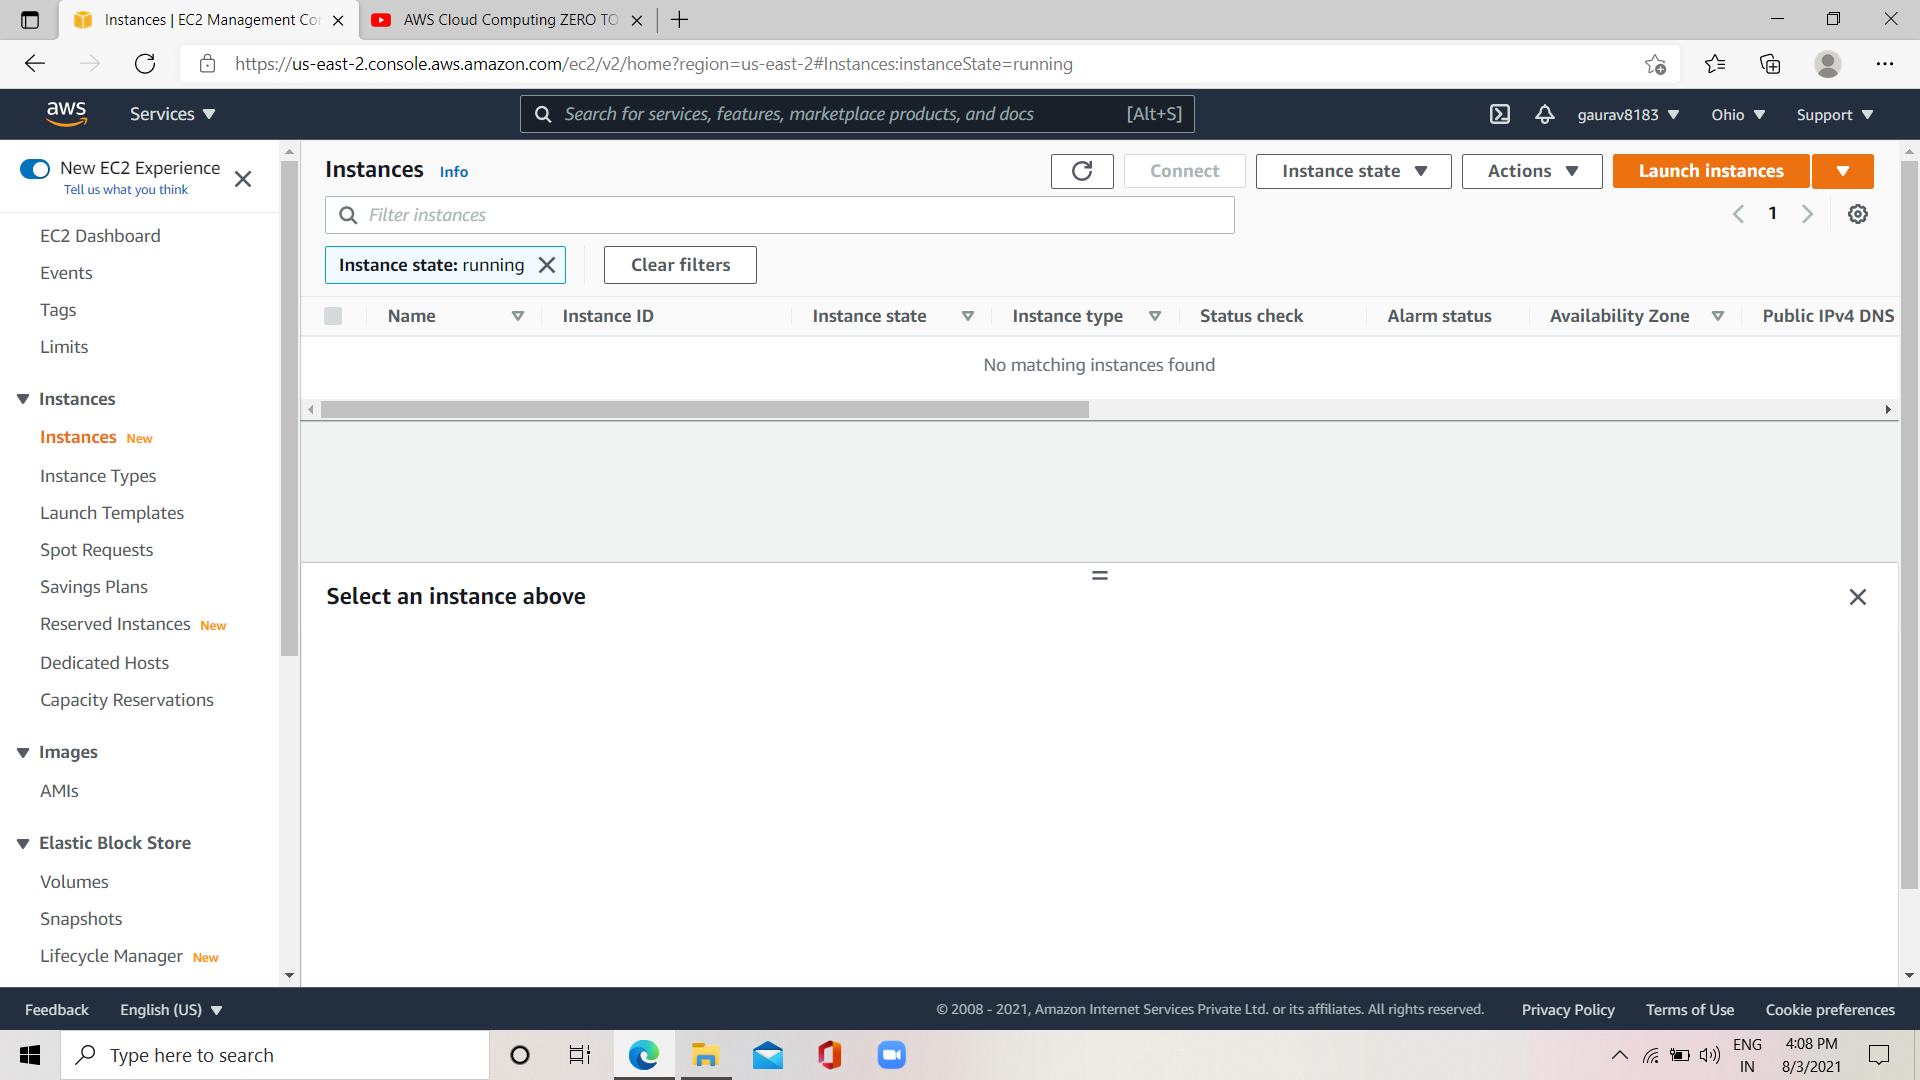 Instances | EC2 Management Co
AWS Cloud Computing ZERO TO
https://us-east-2.console.aws.amazon.com/ec2/v2/home?region=us-east-2#Instances:instanceState=running
aws
Services
Search for services, features, marketplace products, and docs [Alt+S]
gaurav8183
Ohio
Support
New EC2 Experience
Tell us what you think
EC2 Dashboard
Events
Tags
Limits
Instances
Instances New
Instance Types
Launch Templates
Spot Requests
Savings Plans
Reserved Instances New
Dedicated Hosts
Capacity Reservations
Images
AMIs
Elastic Block Store
Volumes
Snapshots
Lifecycle Manager New
Instances Info
Connect
Instance state
Actions
Launch instances
Filter instances
1
Instance state: running
Clear filters
Name Instance ID Instance state Instance type Status check Alarm status Availability Zone Public IPv4 DNS
No matching instances found
Select an instance above
Feedback
English (US)
© 2008 - 2021, Amazon Internet Services Private Ltd. or its affiliates. All rights reserved.
Privacy Policy
Terms of Use
Cookie preferences
Type here to search
ENG
IN
4:08 PM
8/3/2021